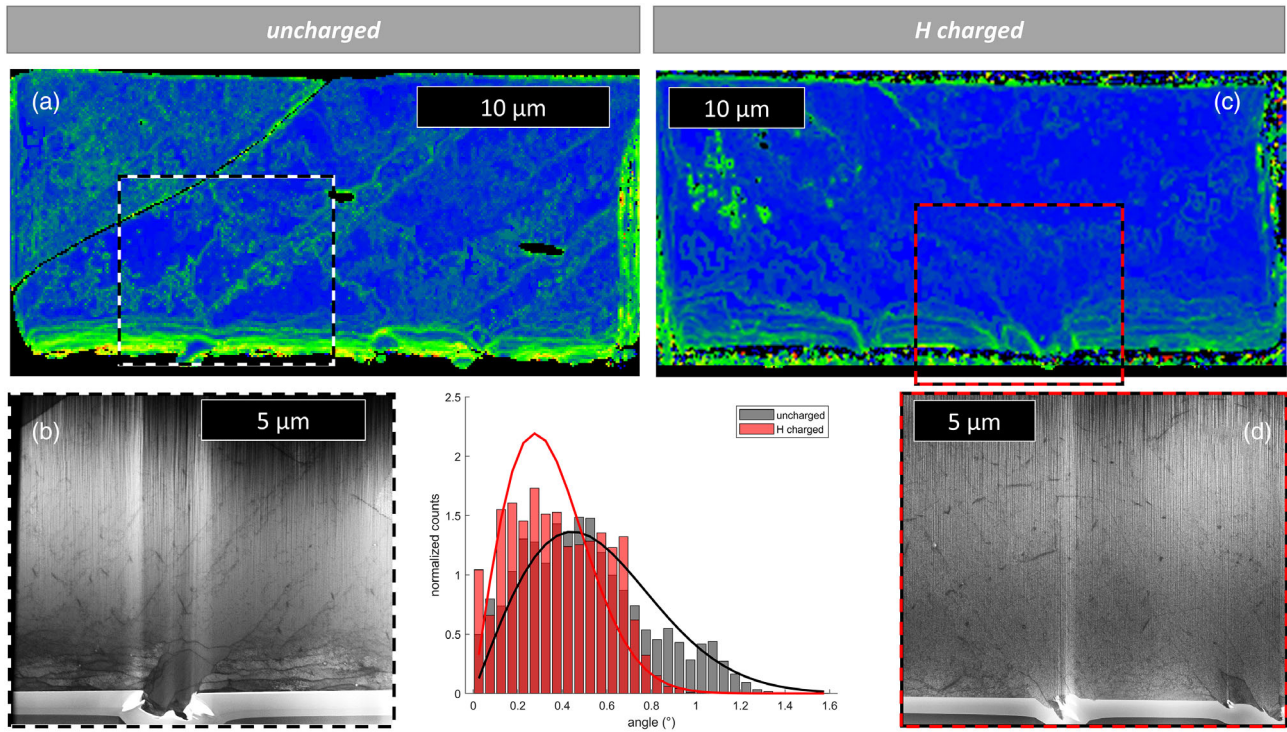 uncharged
H charged
(a)
10 µm
10 µm
(c)
(b)
5 µm
2.5
2
1.5
1
0.5
0
normalized counts
uncharged
H charged
0
0.2
0.4
0.6
0.8
1
1.2
1.4
1.6
angle (°)
5 µm
(d)